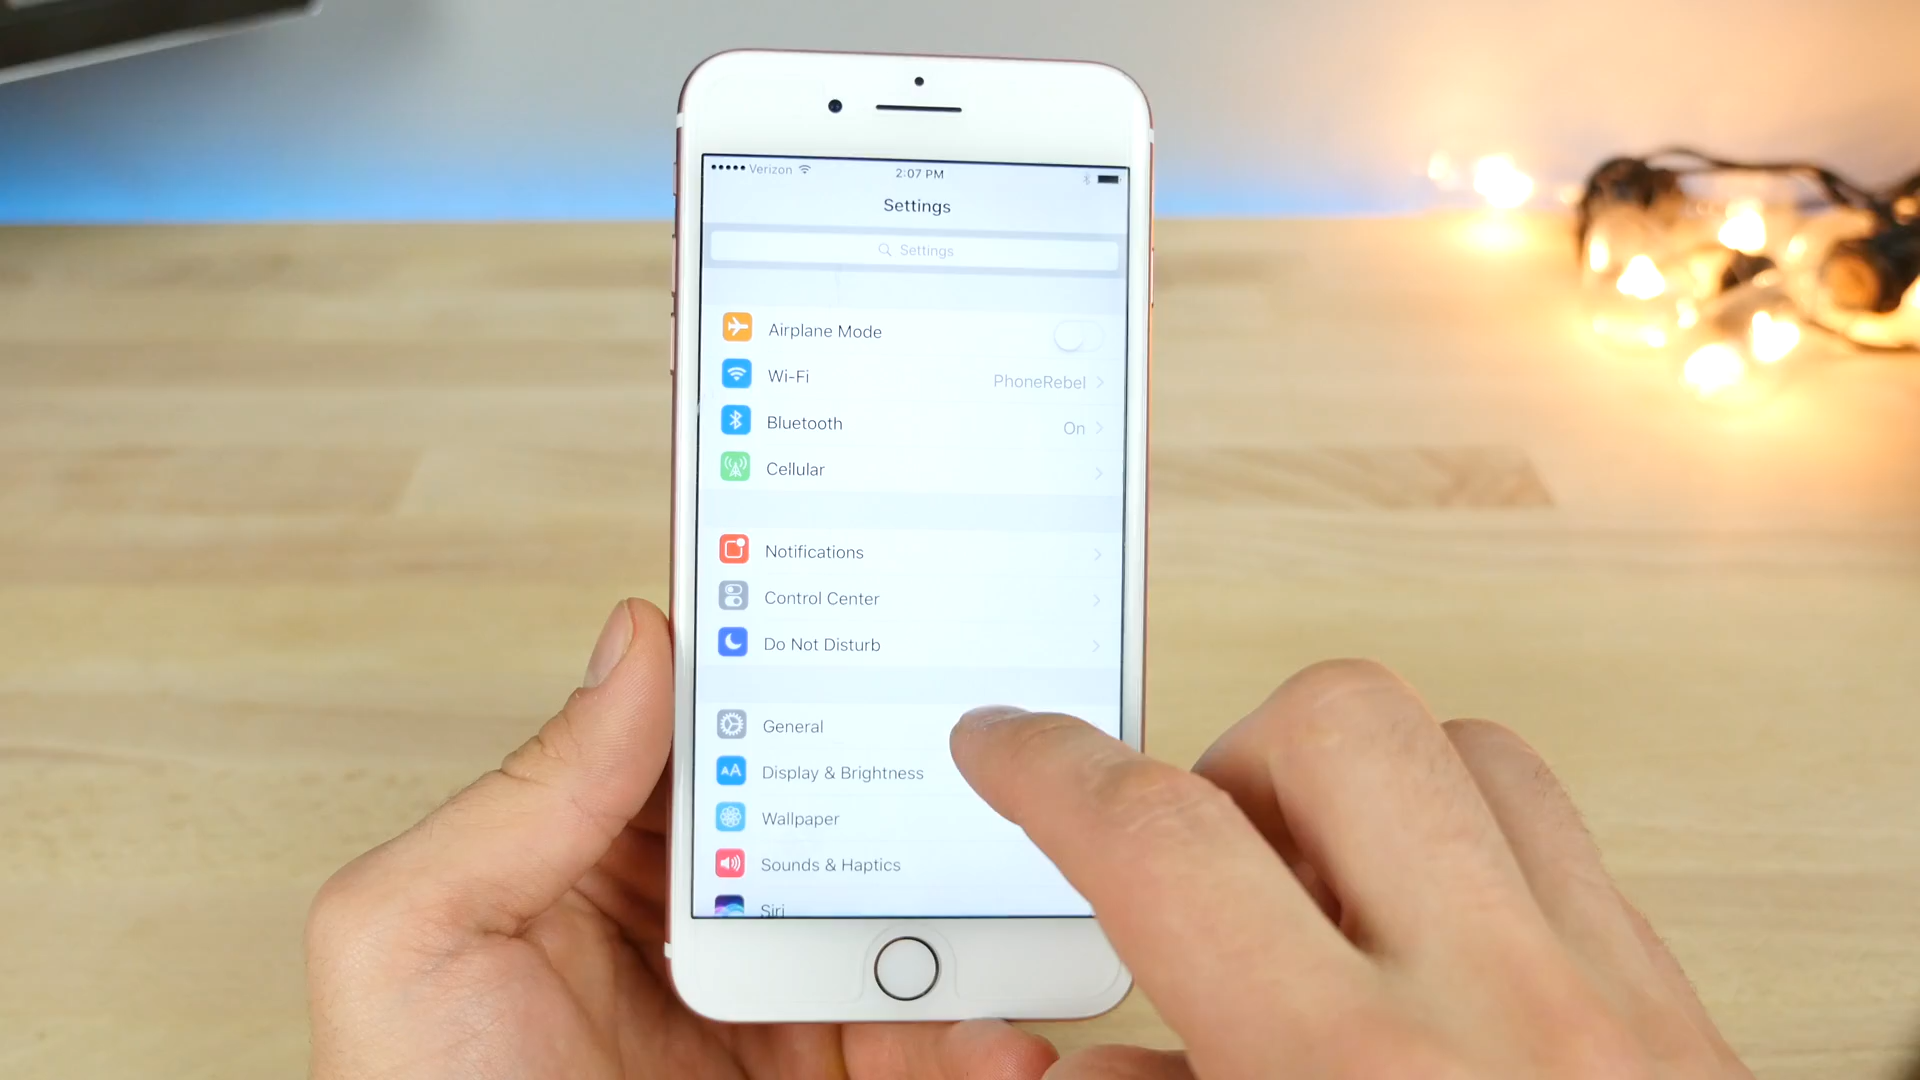 Verizon 2:07 PM
Settings
Settings
Airplane Mode
Wi-Fi PhoneRebel
Bluetooth On
Cellular
Notifications
Control Center
Do Not Disturb
General
AA Display & Brightness
Wallpaper
Sounds & Haptics
Siri